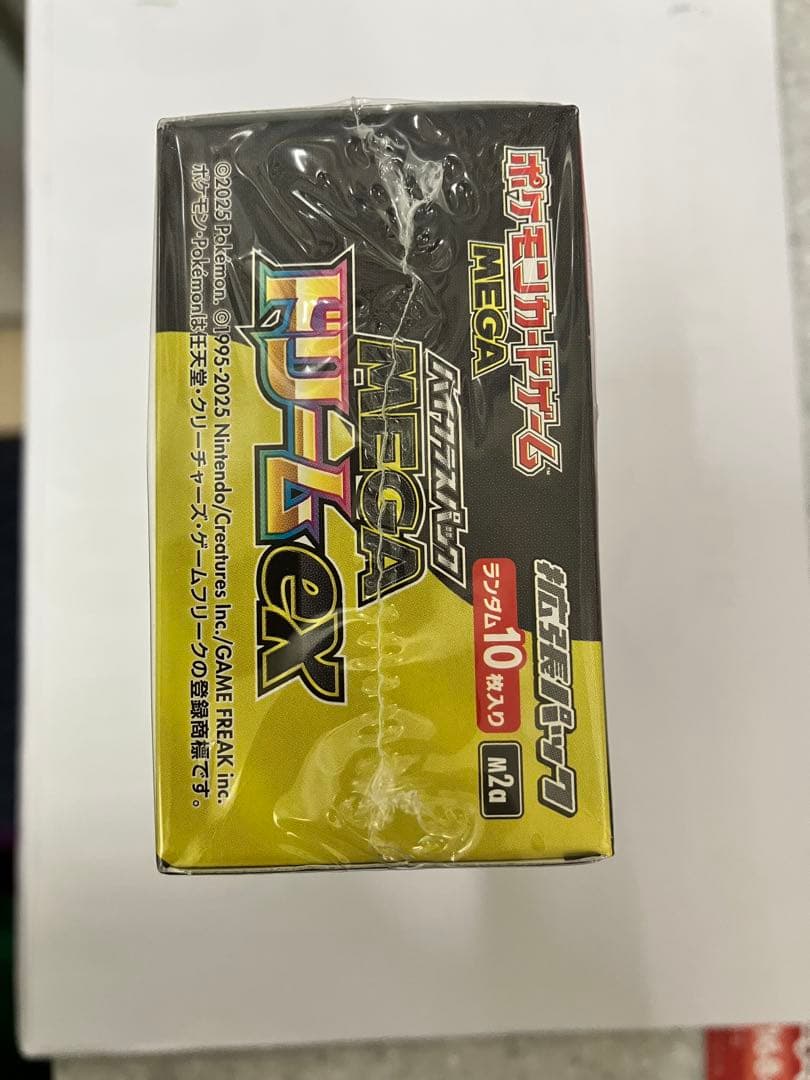 ポケモンカードゲーム™
MEGA
拡張パック
ハイクラスパック
MEGA
ドリームex
ランダム10枚入り
m2a
©2025 Pokémon. ©1995-2025 Nintendo/Creatures Inc./GAME FREAK inc.
ポケモン・Pokémonは任天堂・クリーチャーズ・ゲームフリークの登録商標です。